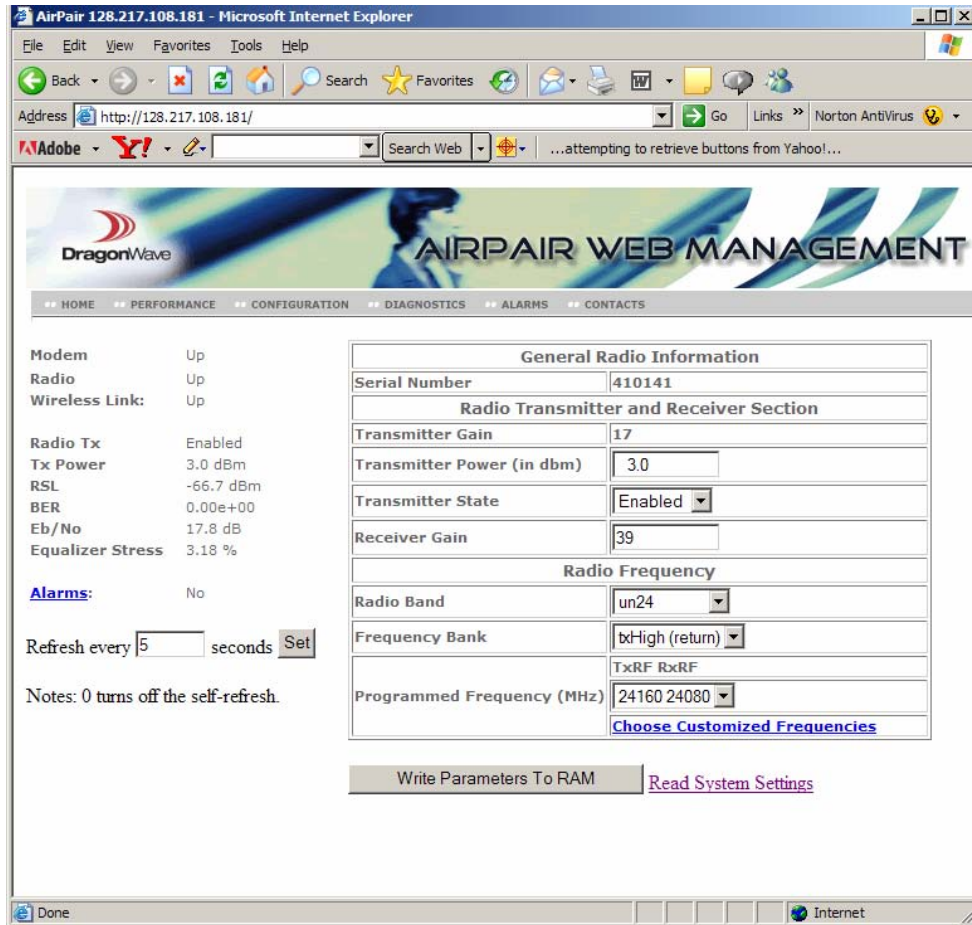 AirPair 128.217.108.181 - Microsoft Internet Explorer
File Edit View Favorites Tools Help
Back Search Favorites
Address http://128.217.108.181/ Go Links » Norton AntiVirus
Adobe Y! Search Web ...attempting to retrieve buttons from Yahoo!...
DragonWave
AIRPAIR WEB MANAGEMENT
HOME PERFORMANCE CONFIGURATION DIAGNOSTICS ALARMS CONTACTS
Modem Up
Radio Up
Wireless Link: Up
Radio Tx Enabled
Tx Power 3.0 dBm
RSL -66.7 dBm
BER 0.00e+00
Eb/No 17.8 dB
Equalizer Stress 3.18 %
Alarms: No
Refresh every 5 seconds Set
Notes: 0 turns off the self-refresh.
General Radio Information
Serial Number 410141
Radio Transmitter and Receiver Section
Transmitter Gain 17
Transmitter Power (in dbm) 3.0
Transmitter State Enabled
Receiver Gain 39
Radio Frequency
Radio Band un24
Frequency Bank txHigh (return)
TxRF RxRF
Programmed Frequency (MHz) 24160 24080
Choose Customized Frequencies
Write Parameters To RAM Read System Settings
Done Internet